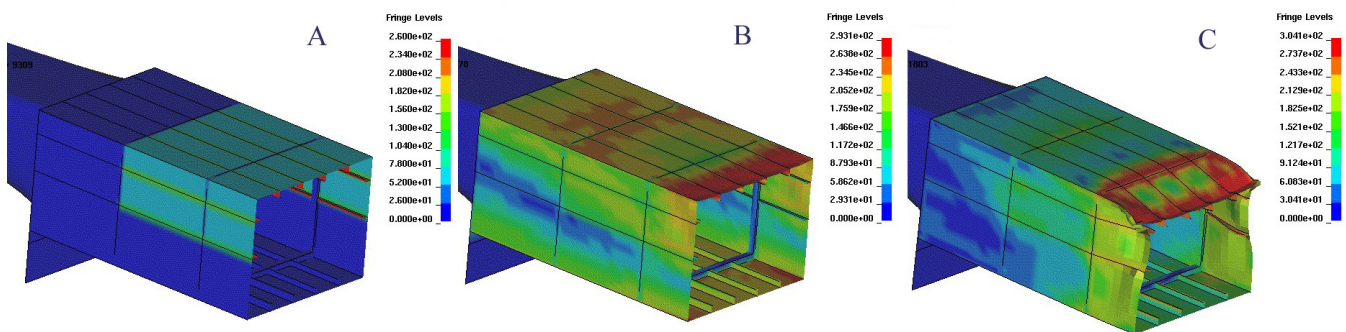 A
Fringe Levels
2.600e+02
2.340e+02
2.080e+02
1.820e+02
1.560e+02
1.300e+02
1.040e+02
7.800e+01
5.200e+01
2.600e+01
0.000e+00
9309
B
Fringe Levels
2.931e+02
2.638e+02
2.345e+02
2.052e+02
1.759e+02
1.466e+02
1.172e+02
8.793e+01
5.862e+01
2.931e+01
0.000e+00
78
C
Fringe Levels
3.041e+02
2.737e+02
2.433e+02
2.129e+02
1.825e+02
1.521e+02
1.217e+02
9.124e+01
6.083e+01
3.041e+01
0.000e+00
1803